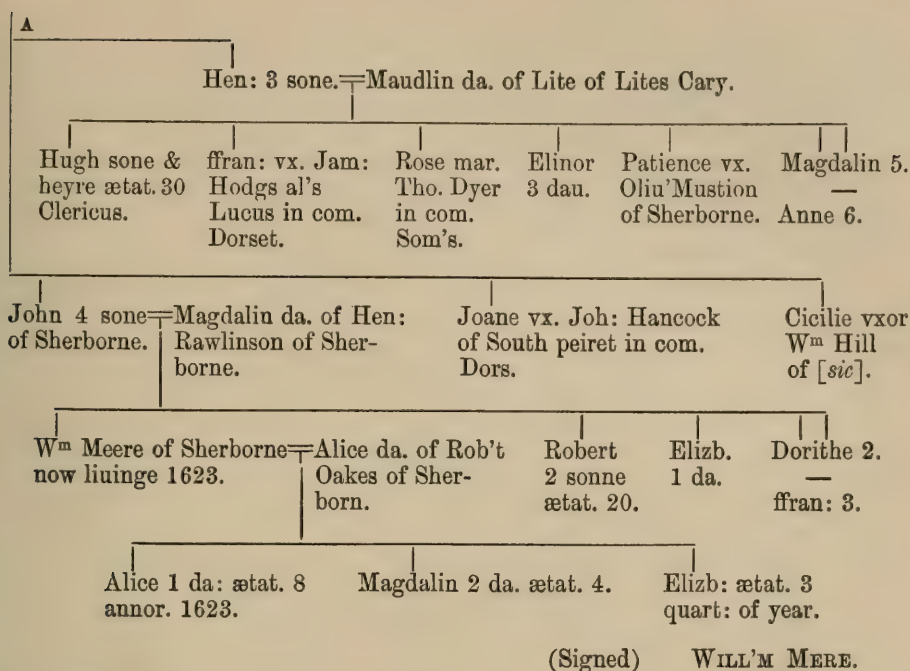 A
Hen: 3 sone.
Maudlin da. of Lite of Lites Cary.
Hugh sone &
heyre ætat. 30
Clericus.
ffran: vx. Jam:
Hodgs al's
Lucus in com.
Dorset.
Rose mar.
Tho. Dyer
in com.
Som's.
Elinor
3 dau.
Patience vx.
Oliu'Mustion
of Sherborne.
Magdalin 5.
—
Anne 6.
John 4 sone
of Sherborne.
Magdalin da. of Hen:
Rawlinson of Sher-
borne.
Joane vx. Joh: Hancock
of South peiret in com.
Dors.
Cicilie vxor
Wᵐ Hill
of [sic].
Wᵐ Meere of Sherborne
now liuinge 1623.
Alice da. of Rob't
Oakes of Sher-
born.
Robert
2 sonne
ætat. 20.
Elizb.
1 da.
Dorithe 2.
—
ffran: 3.
Alice 1 da: ætat. 8
annor. 1623.
Magdalin 2 da. ætat. 4.
Elizb: ætat. 3
quart: of year.
(Signed) WILL'M MERE.